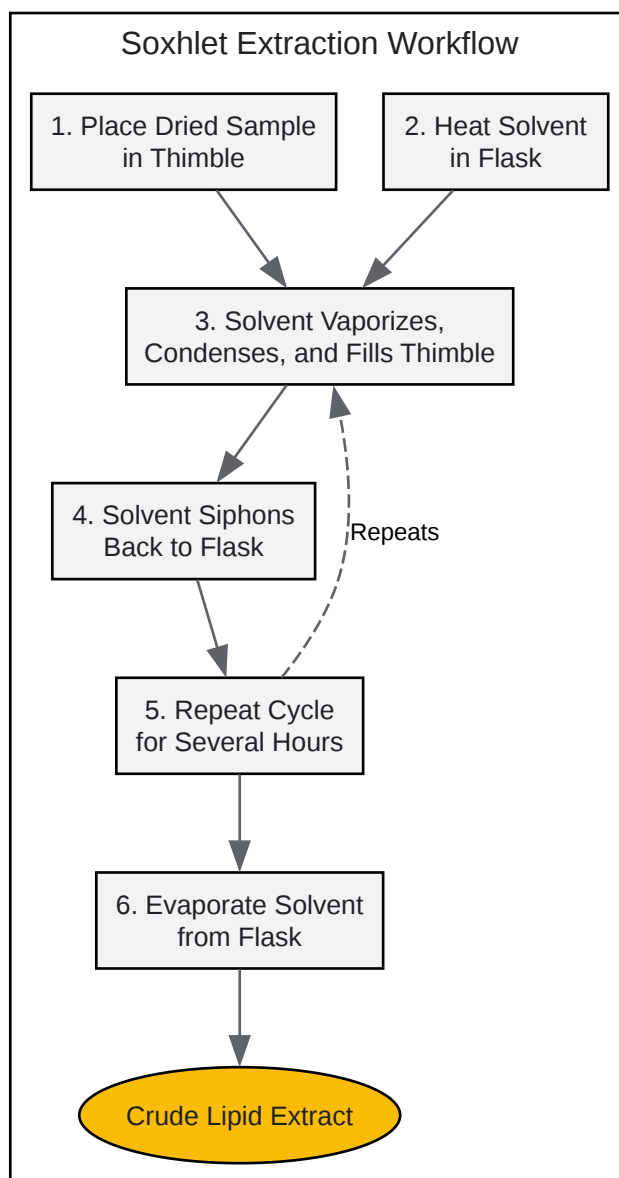 Soxhlet Extraction Workflow
1. Place Dried Sample
in Thimble
2. Heat Solvent
in Flask
3. Solvent Vaporizes,
Condenses, and Fills Thimble
4. Solvent Siphons
Back to Flask
Repeats
5. Repeat Cycle
for Several Hours
6. Evaporate Solvent
from Flask
Crude Lipid Extract